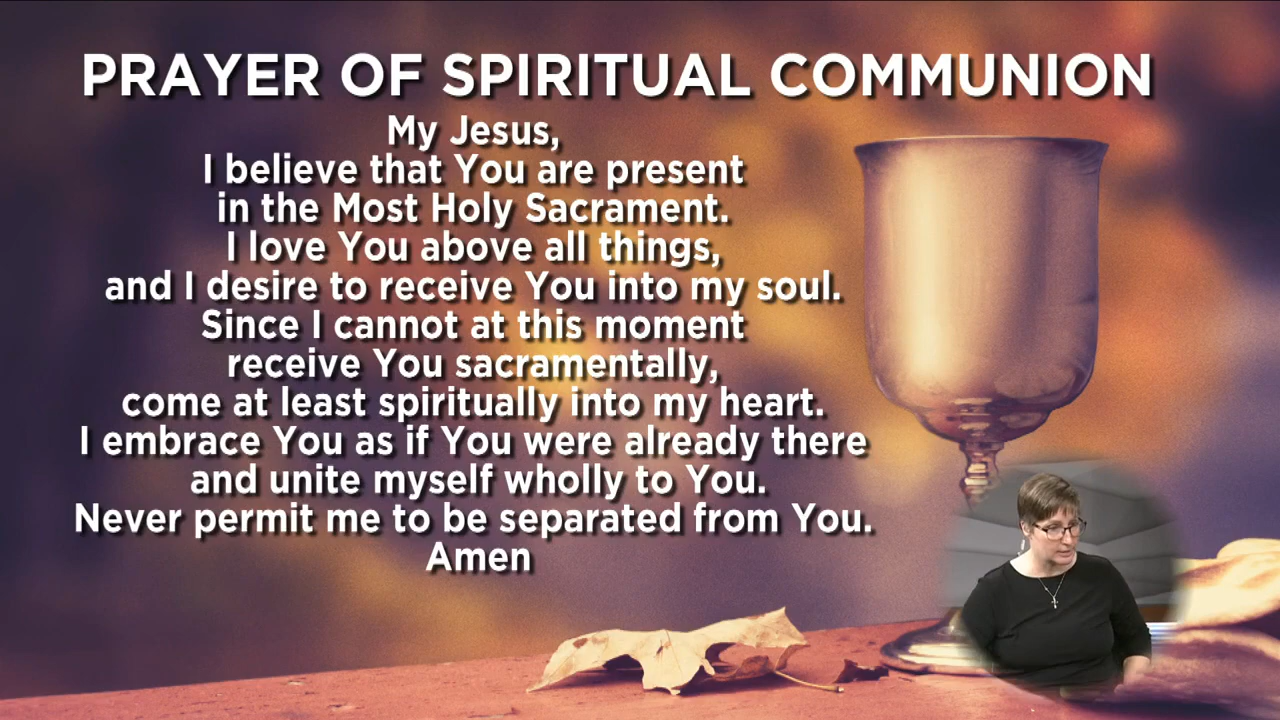 PRAYER OF SPIRITUAL COMMUNION
My Jesus,
I believe that You are present
in the Most Holy Sacrament.
I love You above all things,
and I desire to receive You into my soul.
Since I cannot at this moment
receive You sacramentally,
come at least spiritually into my heart.
I embrace You as if You were already there
and unite myself wholly to You.
Never permit me to be separated from You.
Amen